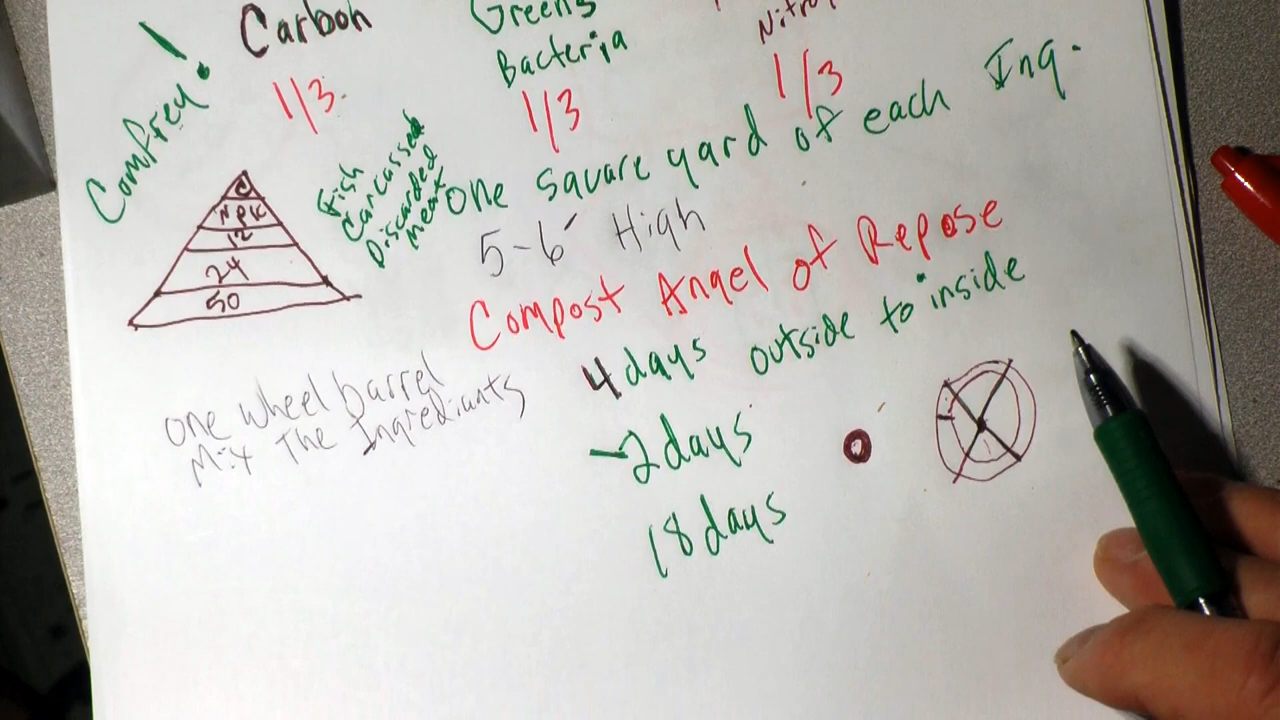 Comfrey!
Carbon
1/3.
Greens
Bacteria
1/3
Nitro
1/3
C
NPK
12
24
50
Fish
Carcassed
Discarded
Meat
one square yard of each Ing.
5-6' High
Compost Angel of Repose
4 days outside to inside
-2 days
18 days
one wheel barrel
Mix The Ingrediants